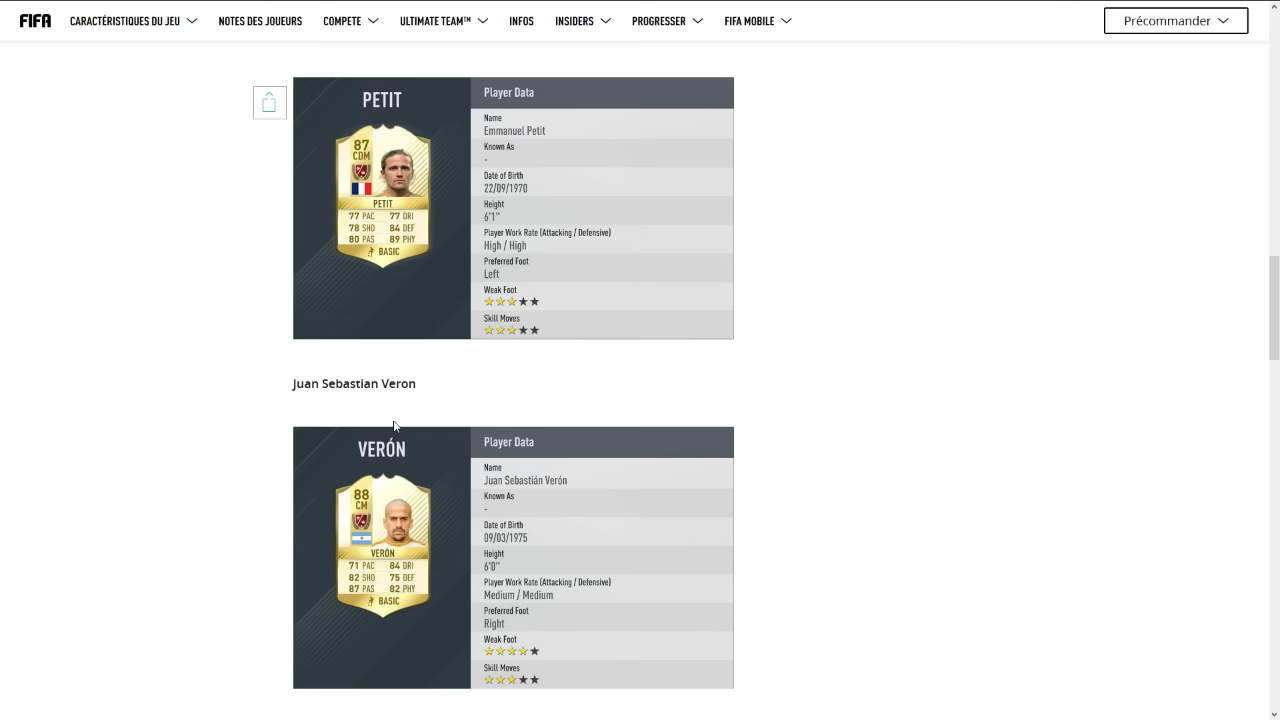 FIFA CARACTÉRISTIQUES DU JEU NOTES DES JOUEURS COMPETE ULTIMATE TEAM™ INFOS INSIDERS PROGRESSER FIFA MOBILE Précommander
PETIT
87
CDM
PETIT
77 PAC 77 DRI
78 SHO 84 DEF
80 PAS 89 PHY
BASIC
Player Data
Name
Emmanuel Petit
Known As
-
Date of Birth
22/09/1970
Height
6'1"
Player Work Rate (Attacking / Defensive)
High / High
Preferred Foot
Left
Weak Foot
Skill Moves
Juan Sebastian Veron
VERÓN
88
CM
VERÓN
71 PAC 84 DRI
82 SHO 75 DEF
87 PAS 82 PHY
BASIC
Player Data
Name
Juan Sebastián Verón
Known As
-
Date of Birth
09/03/1975
Height
6'0"
Player Work Rate (Attacking / Defensive)
Medium / Medium
Preferred Foot
Right
Weak Foot
Skill Moves